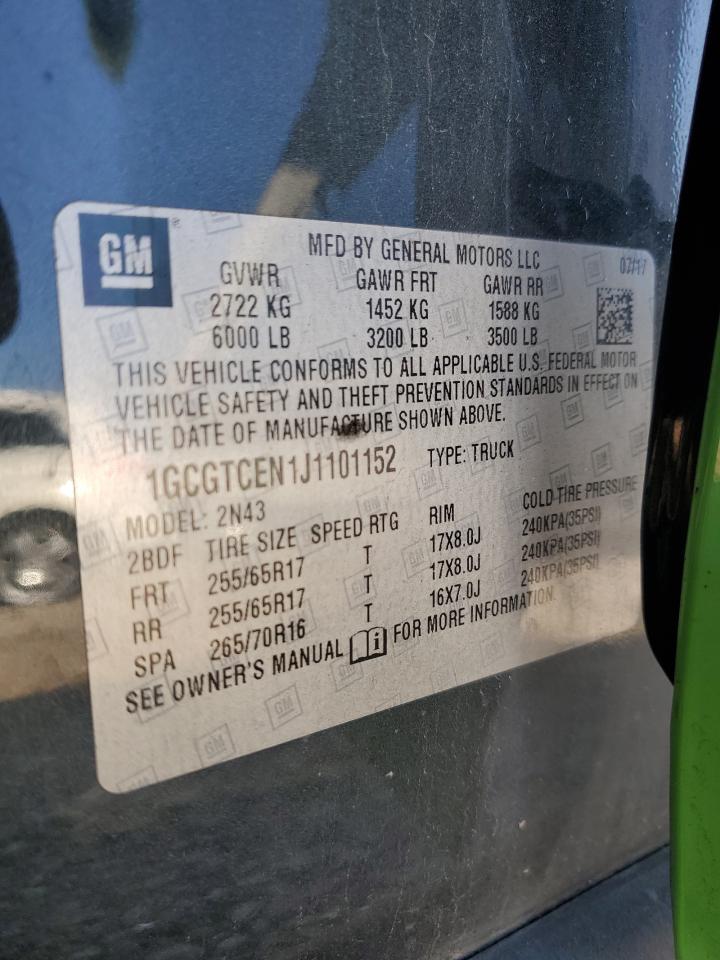 GM
MFD BY GENERAL MOTORS LLC 07/17
GVWR GAWR FRT GAWR RR
2722 KG 1452 KG 1588 KG
6000 LB 3200 LB 3500 LB
THIS VEHICLE CONFORMS TO ALL APPLICABLE U.S. FEDERAL MOTOR
VEHICLE SAFETY AND THEFT PREVENTION STANDARDS IN EFFECT ON
THE DATE OF MANUFACTURE SHOWN ABOVE.
1GCGTCEN1J1101152 TYPE: TRUCK
MODEL: 2N43
2BDF TIRE SIZE SPEED RTG RIM COLD TIRE PRESSURE
FRT 255/65R17 T 17X8.0J 240KPA(35PSI)
RR 255/65R17 T 17X8.0J 240KPA(35PSI)
SPA 265/70R16 T 16X7.0J 240KPA(35PSI)
SEE OWNER'S MANUAL FOR MORE INFORMATION.